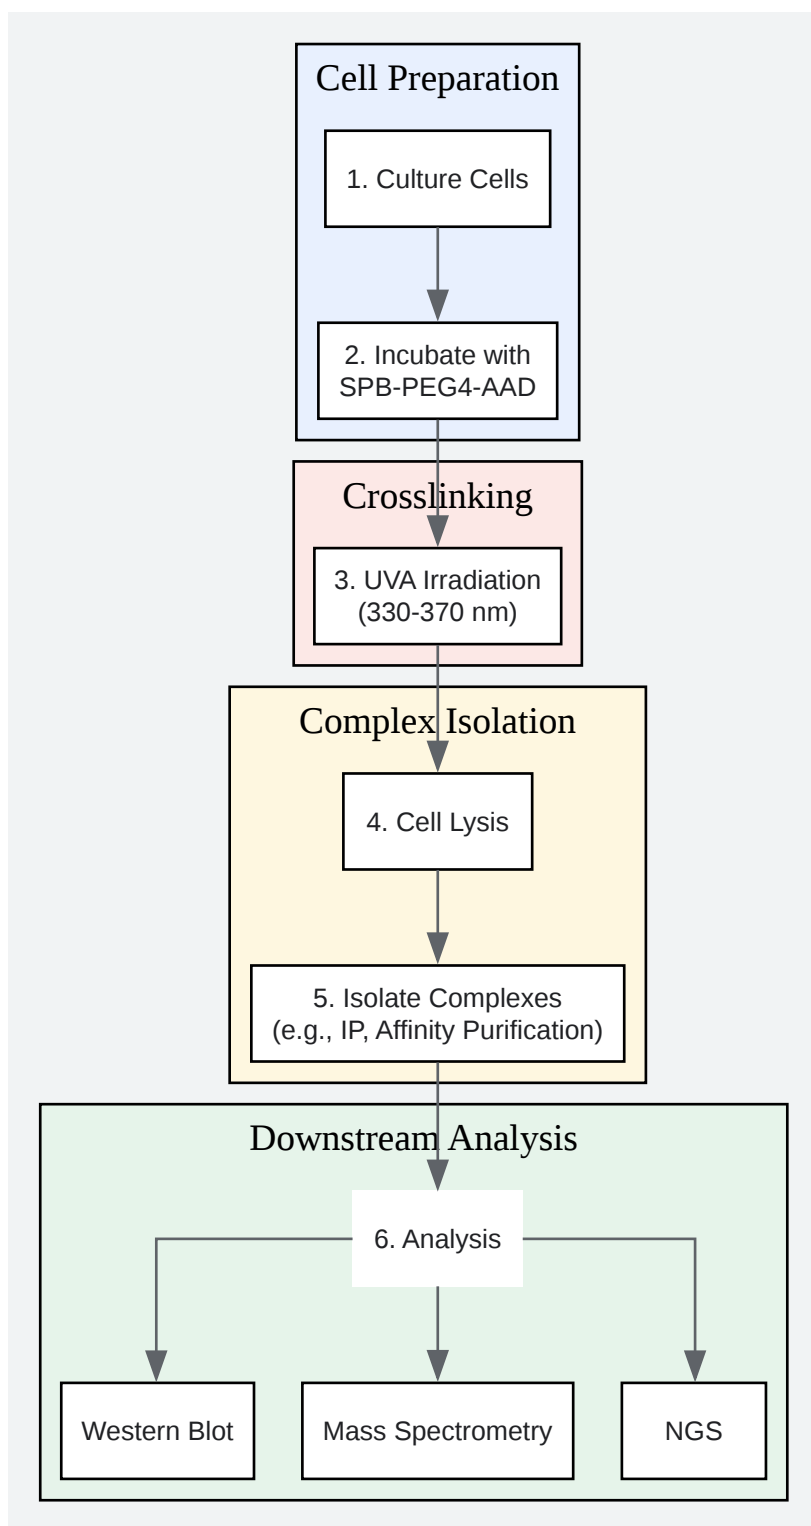 Cell Preparation
1. Culture Cells
2. Incubate with
SPB-PEG4-AAD
Crosslinking
3. UVA Irradiation
(330-370 nm)
Complex Isolation
4. Cell Lysis
5. Isolate Complexes
(e.g., IP, Affinity Purification)
Downstream Analysis
6. Analysis
Western Blot
Mass Spectrometry
NGS